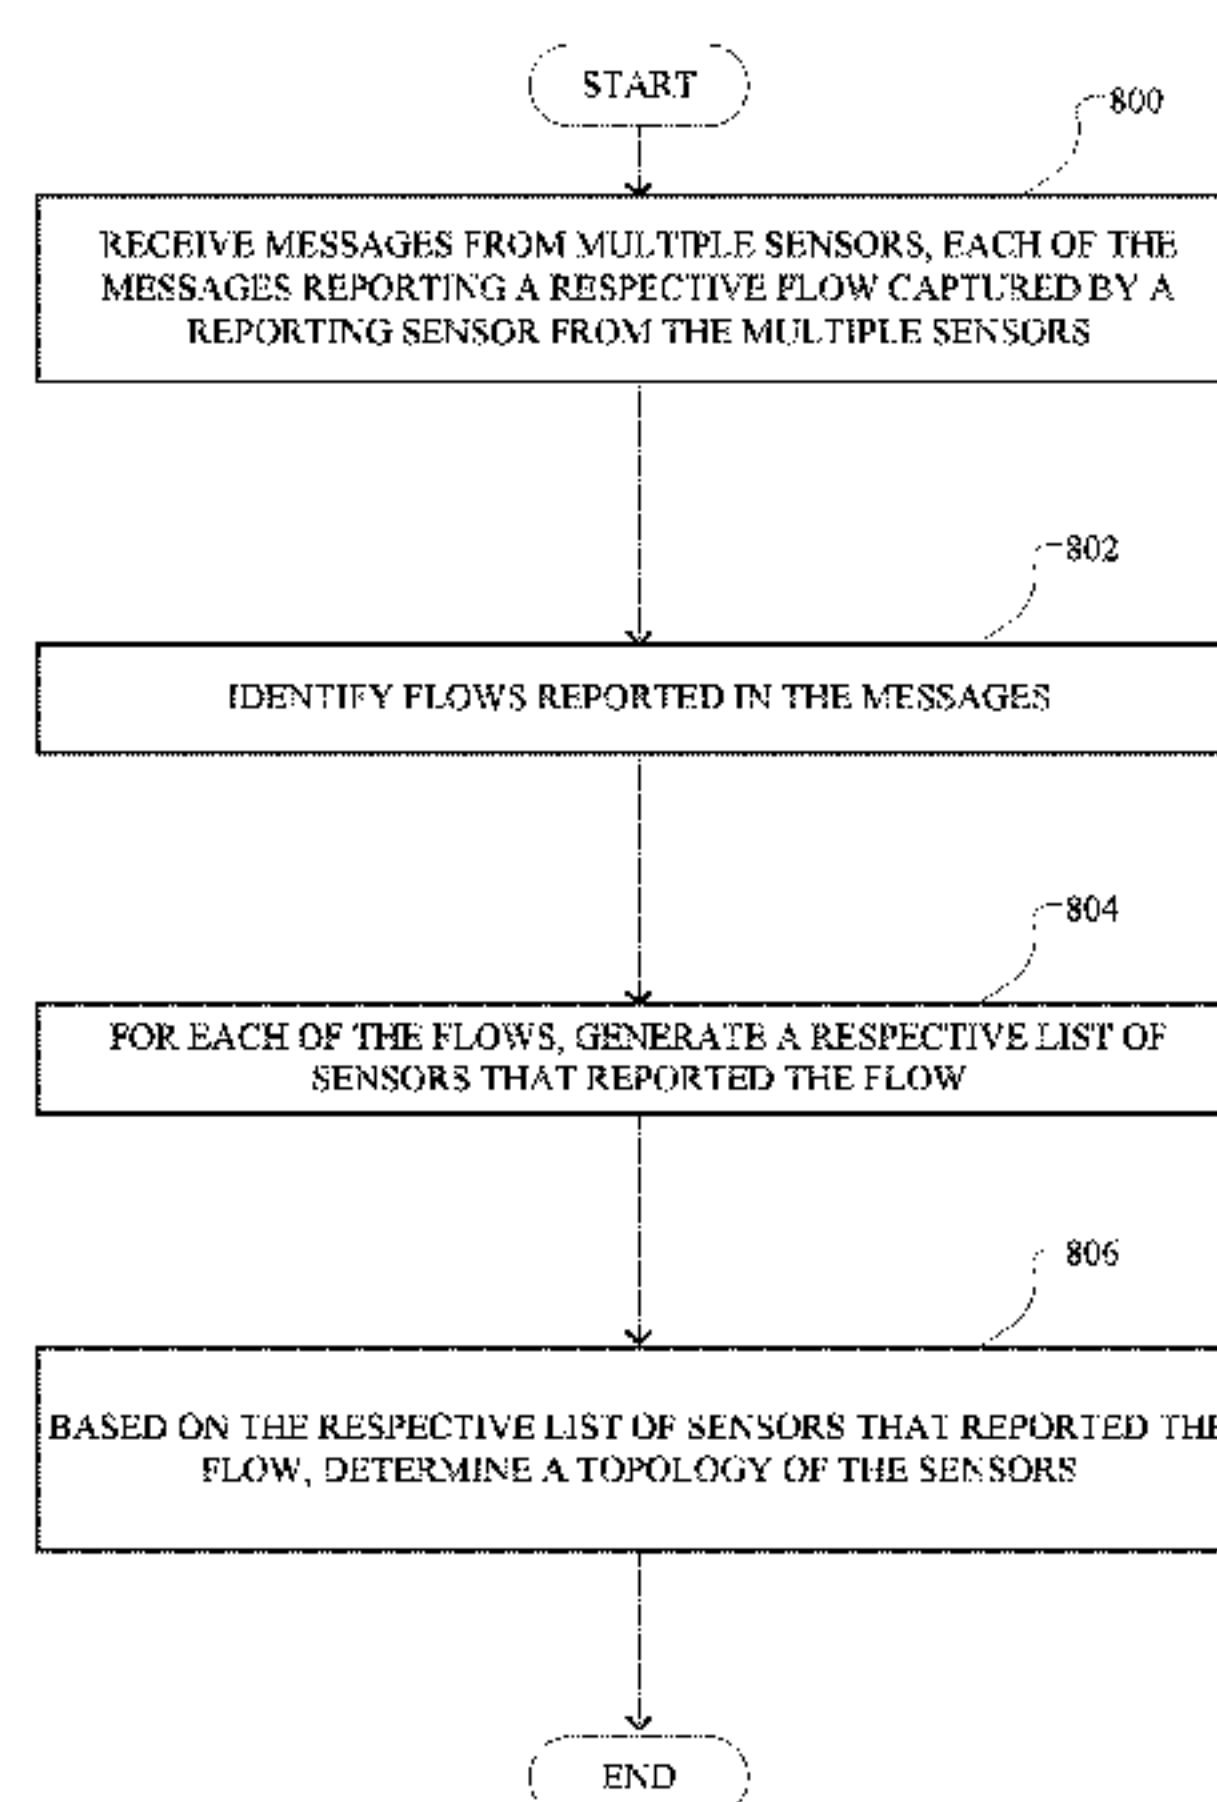 START
800
RECEIVE MESSAGES FROM MULTIPLE SENSORS, EACH OF THE
MESSAGES REPORTING A RESPECTIVE FLOW CAPTURED BY A
REPORTING SENSOR FROM THE MULTIPLE SENSORS
802
IDENTIFY FLOWS REPORTED IN THE MESSAGES
804
FOR EACH OF THE FLOWS, GENERATE A RESPECTIVE LIST OF
SENSORS THAT REPORTED THE FLOW
806
BASED ON THE RESPECTIVE LIST OF SENSORS THAT REPORTED THE
FLOW, DETERMINE A TOPOLOGY OF THE SENSORS
END